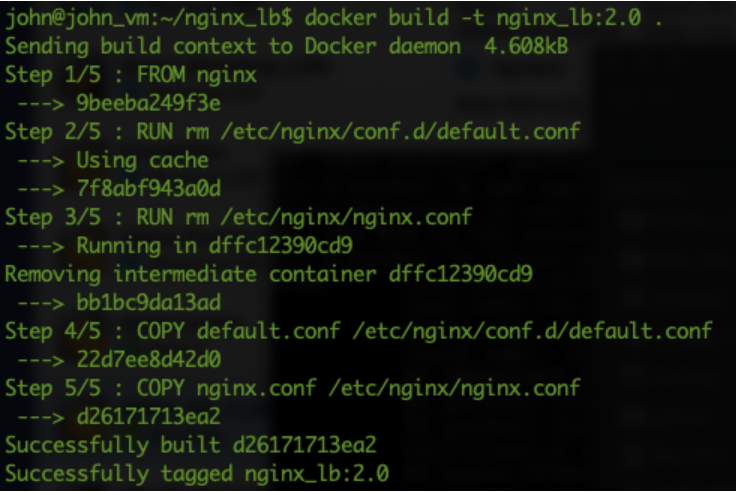 john@john_vm:~/nginx_lb$ docker build -t nginx_lb:2.0 .
Sending build context to Docker daemon  4.608kB
Step 1/5 : FROM nginx
 ---> 9beeba249f3e
Step 2/5 : RUN rm /etc/nginx/conf.d/default.conf
 ---> Using cache
 ---> 7f8abf943a0d
Step 3/5 : RUN rm /etc/nginx/nginx.conf
 ---> Running in dffc12390cd9
Removing intermediate container dffc12390cd9
 ---> bb1bc9da13ad
Step 4/5 : COPY default.conf /etc/nginx/conf.d/default.conf
 ---> 22d7ee8d42d0
Step 5/5 : COPY nginx.conf /etc/nginx/nginx.conf
 ---> d26171713ea2
Successfully built d26171713ea2
Successfully tagged nginx_lb:2.0